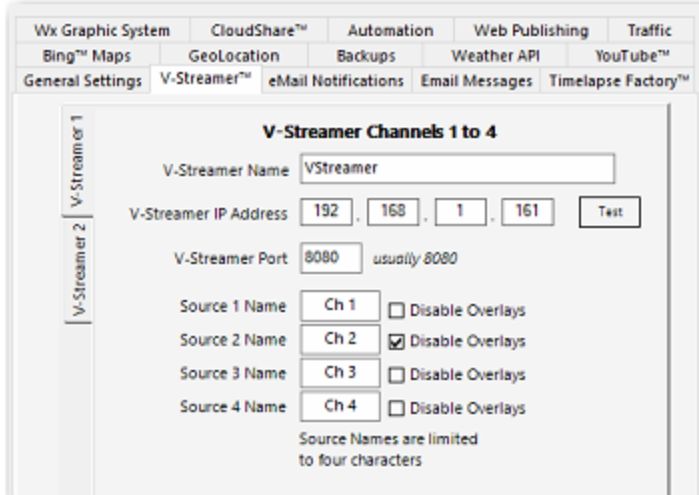 Wx Graphic System CloudShare™ Automation Web Publishing Traffic
Bing™ Maps GeoLocation Backups Weather API YouTube™
General Settings V-Streamer™ eMail Notifications Email Messages Timelapse Factory™
V-Streamer 1
V-Streamer 2
V-Streamer Channels 1 to 4
V-Streamer Name VStreamer
V-Streamer IP Address 192 . 168 . 1 . 161 Test
V-Streamer Port 8080 usually 8080
Source 1 Name Ch 1 Disable Overlays
Source 2 Name Ch 2 Disable Overlays
Source 3 Name Ch 3 Disable Overlays
Source 4 Name Ch 4 Disable Overlays
Source Names are limited
to four characters